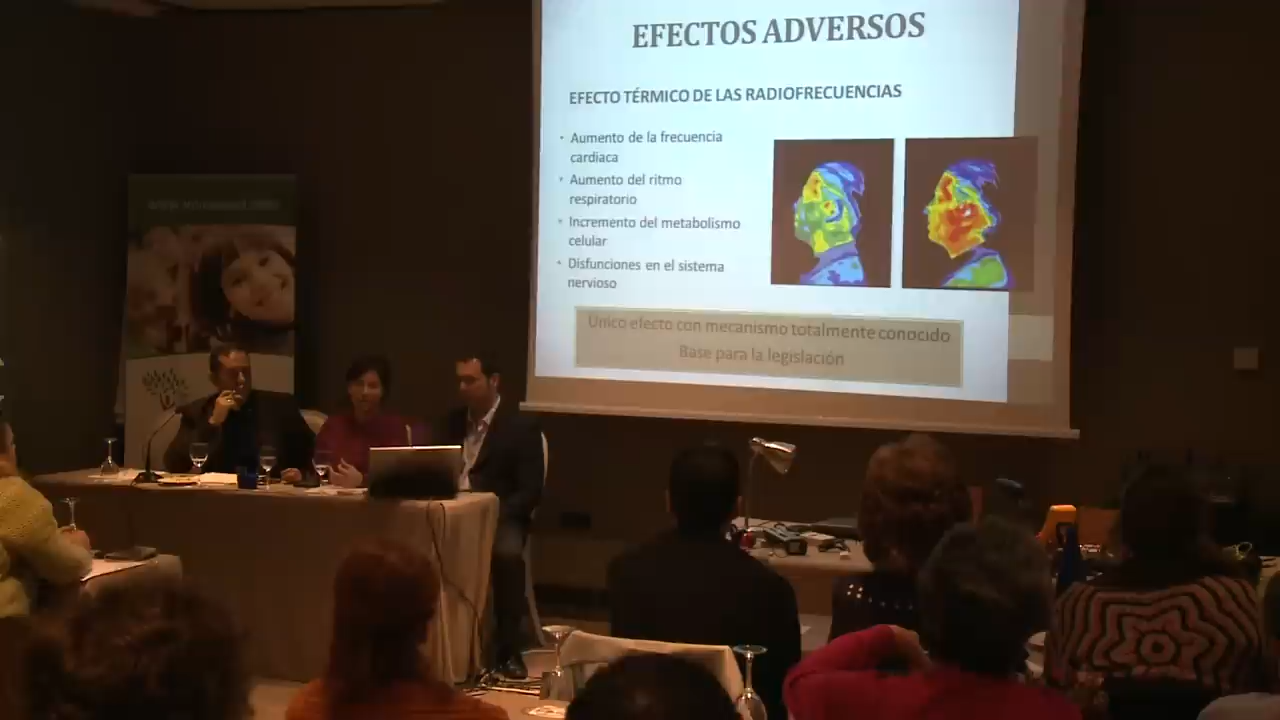 EFECTOS ADVERSOS
EFECTO TÉRMICO DE LAS RADIOFRECUENCIAS
• Aumento de la frecuencia
cardíaca
• Aumento del ritmo
respiratorio
• Incremento del metabolismo
celular
• Disfunciones en el sistema
nervioso
Único efecto con mecanismo totalmente conocido
Base para la legislación